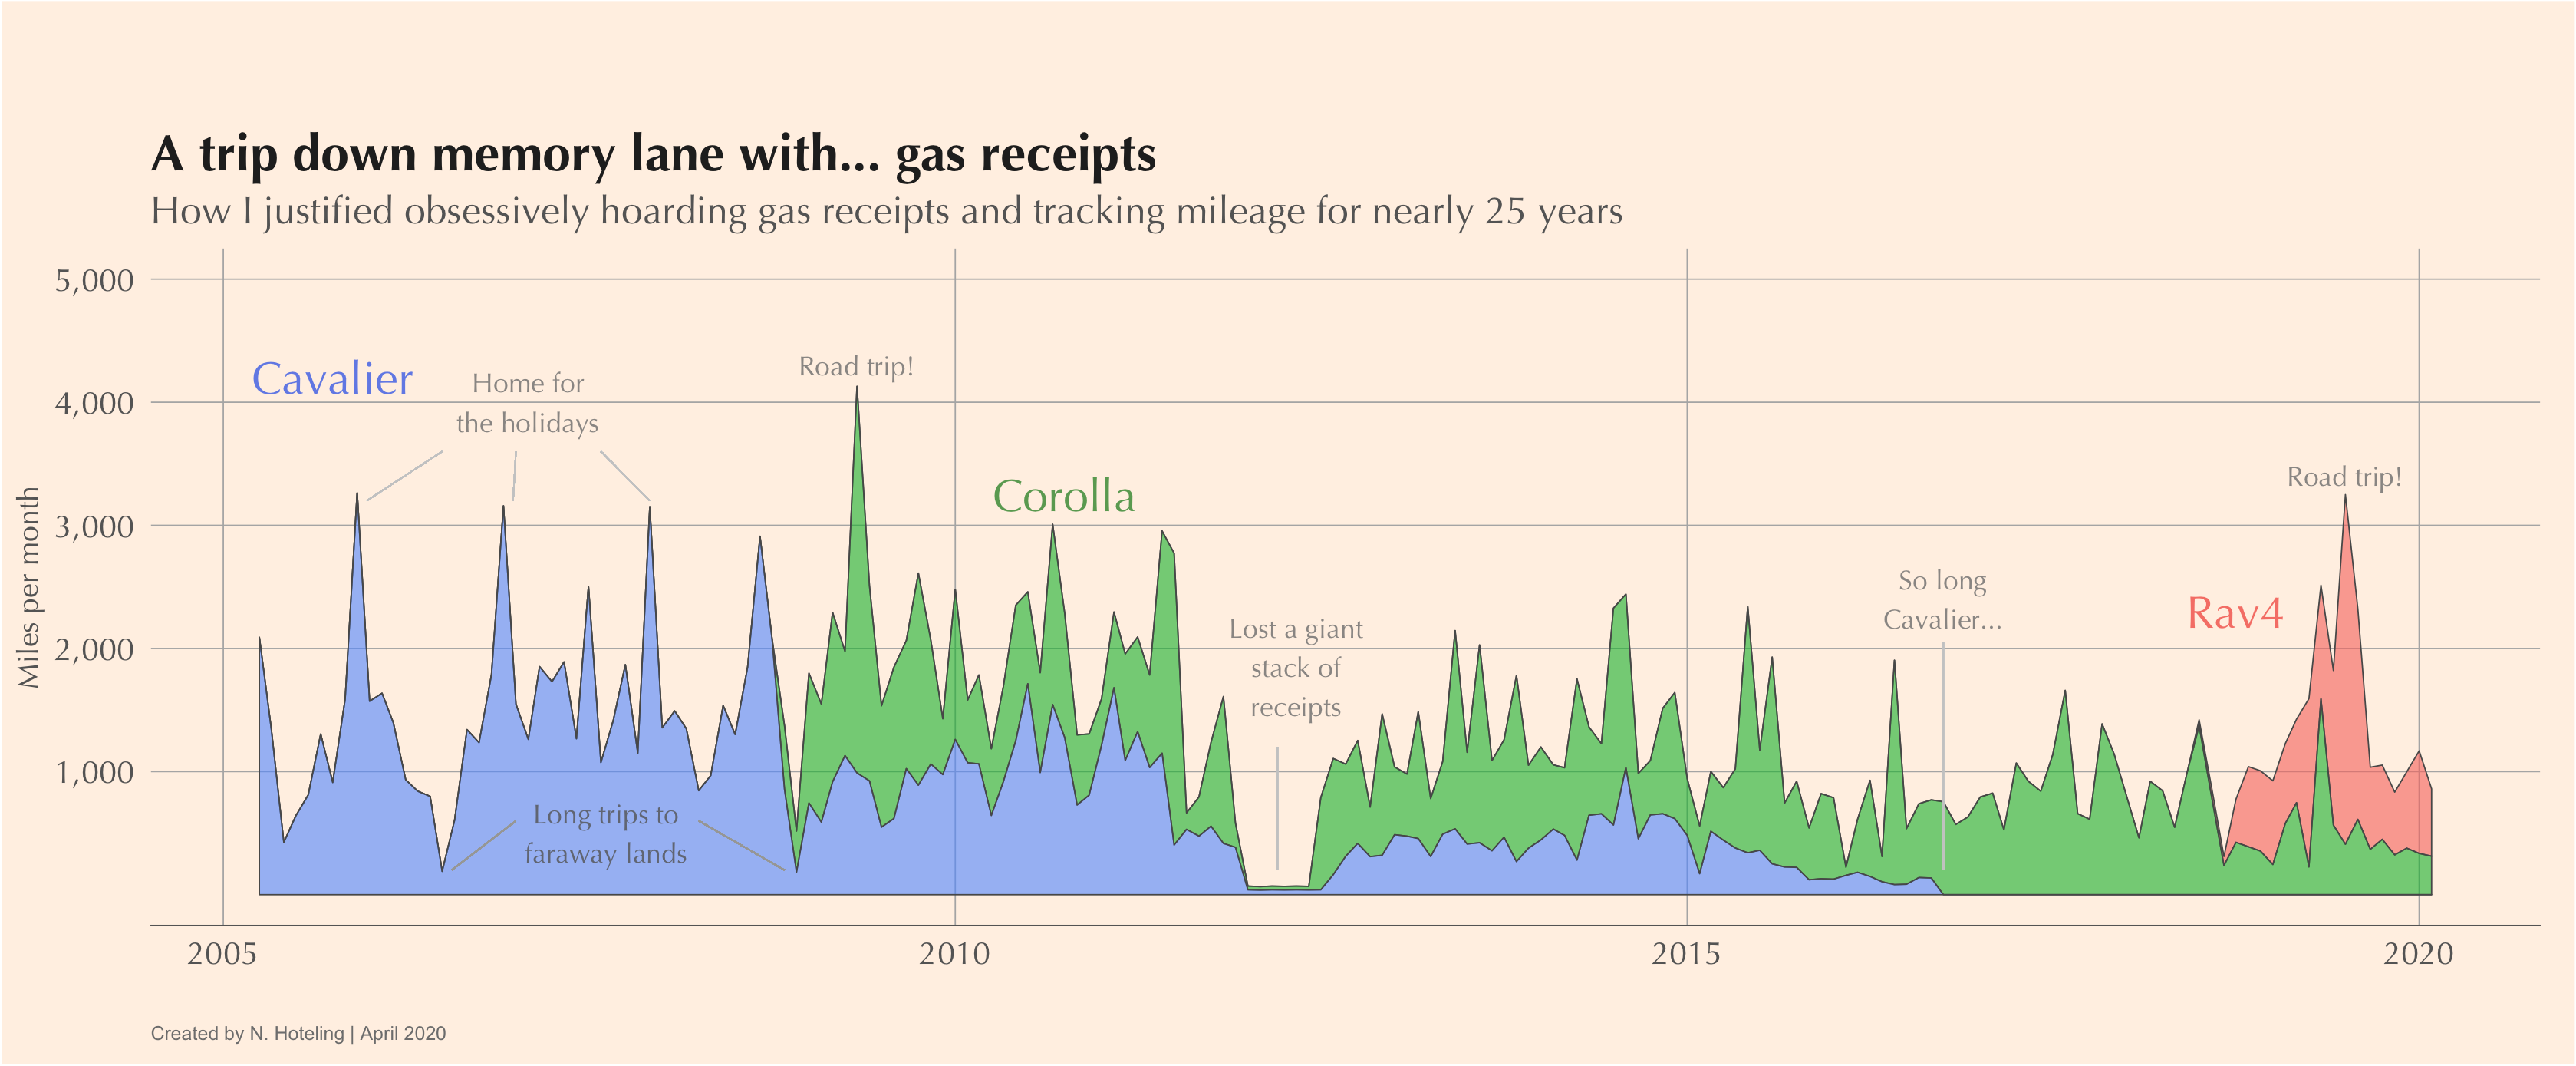 A trip down memory lane with... gas receipts
How I justified obsessively hoarding gas receipts and tracking mileage for nearly 25 years
Miles per month
5,000
4,000
3,000
2,000
1,000
Cavalier
Home for
the holidays
Road trip!
Corolla
Long trips to
faraway lands
Lost a giant
stack of
receipts
So long
Cavalier...
Rav4
Road trip!
2005
2010
2015
2020
Created by N. Hoteling | April 2020